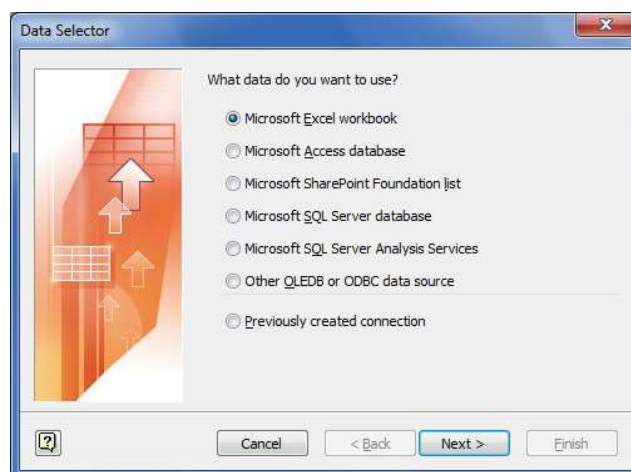 Data Selector
What data do you want to use?
Microsoft Excel workbook
Microsoft Access database
Microsoft SharePoint Foundation list
Microsoft SQL Server database
Microsoft SQL Server Analysis Services
Other OLEDB or ODBC data source
Previously created connection
Cancel < Back Next > Finish